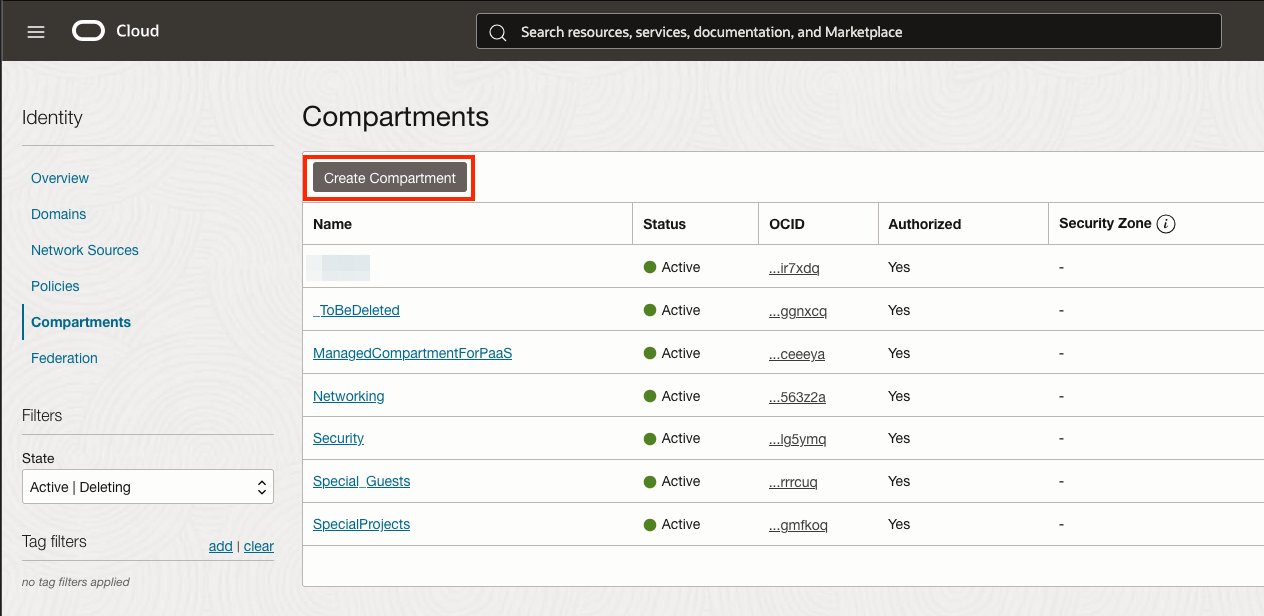 Cloud
Search resources, services, documentation, and Marketplace
Identity
Overview
Domains
Network Sources
Policies
Compartments
Federation
Filters
State
Active | Deleting
Tag filters
add | clear
no tag filters applied
Compartments
Create Compartment
Name Status OCID Authorized Security Zone i
Active ...ir7xdq Yes -
_ToBeDeleted Active ...ggnxcq Yes -
ManagedCompartmentForPaaS Active ...ceeeya Yes -
Networking Active ...563z2a Yes -
Security Active ...lg5ymq Yes -
Special_Guests Active ...rrrcuq Yes -
SpecialProjects Active ...gmfkoq Yes -